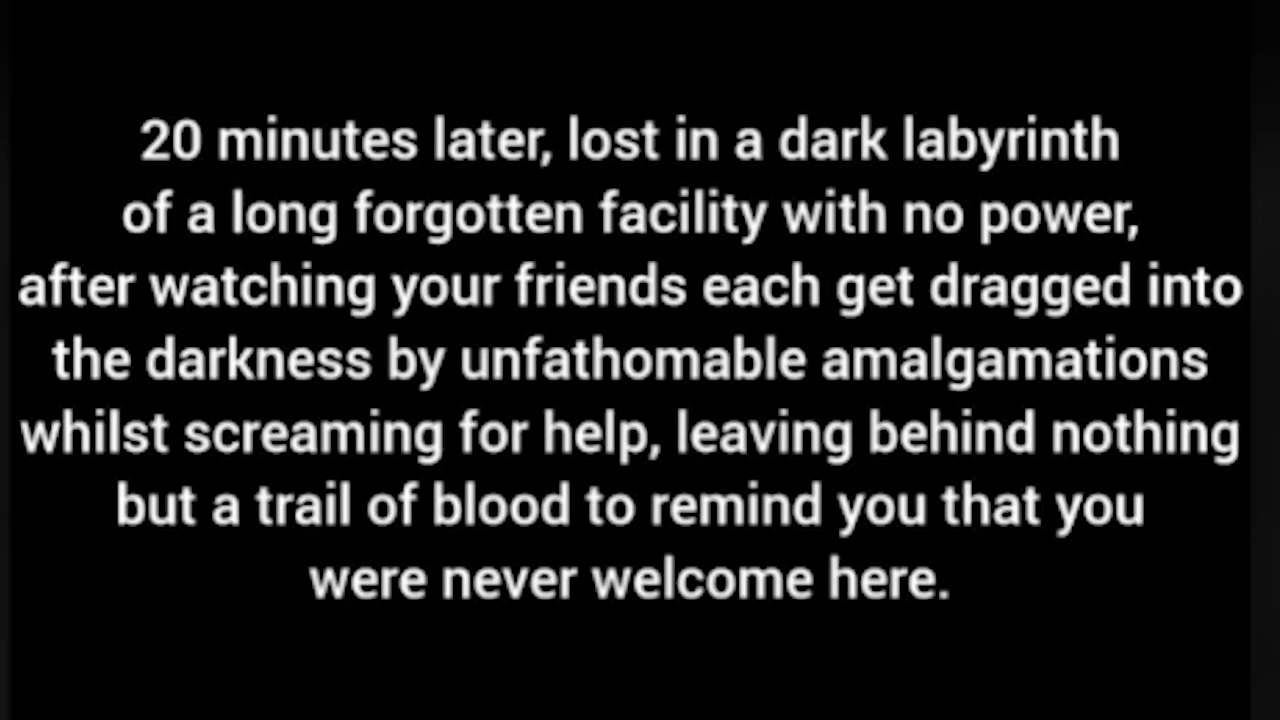 20 minutes later, lost in a dark labyrinth
of a long forgotten facility with no power,
after watching your friends each get dragged into
the darkness by unfathomable amalgamations
whilst screaming for help, leaving behind nothing
but a trail of blood to remind you that you
were never welcome here.